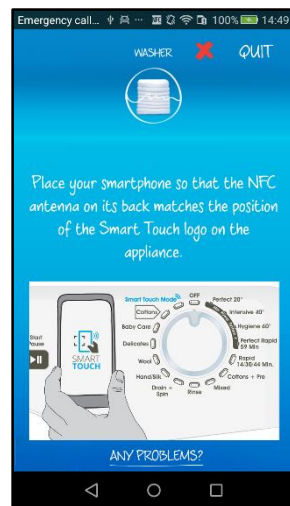 Emergency call... 100% 14:49
WASHER QUIT
Place your smartphone so that the NFC
antenna on its back matches the position
of the Smart Touch logo on the
appliance.
Smart Touch Mode
OFF
Perfect 20°
Cottons
Intensive 40'
Baby Care
Hygiene 60'
Start
Pause
SMART
TOUCH
Delicates
Perfect Rapid
59 Min.
Wool
Rapid
14/30/44 Min.
Hand/Silk
Cottons + Pre
Drain +
Spin
Rinse
Mixed
ANY PROBLEMS?